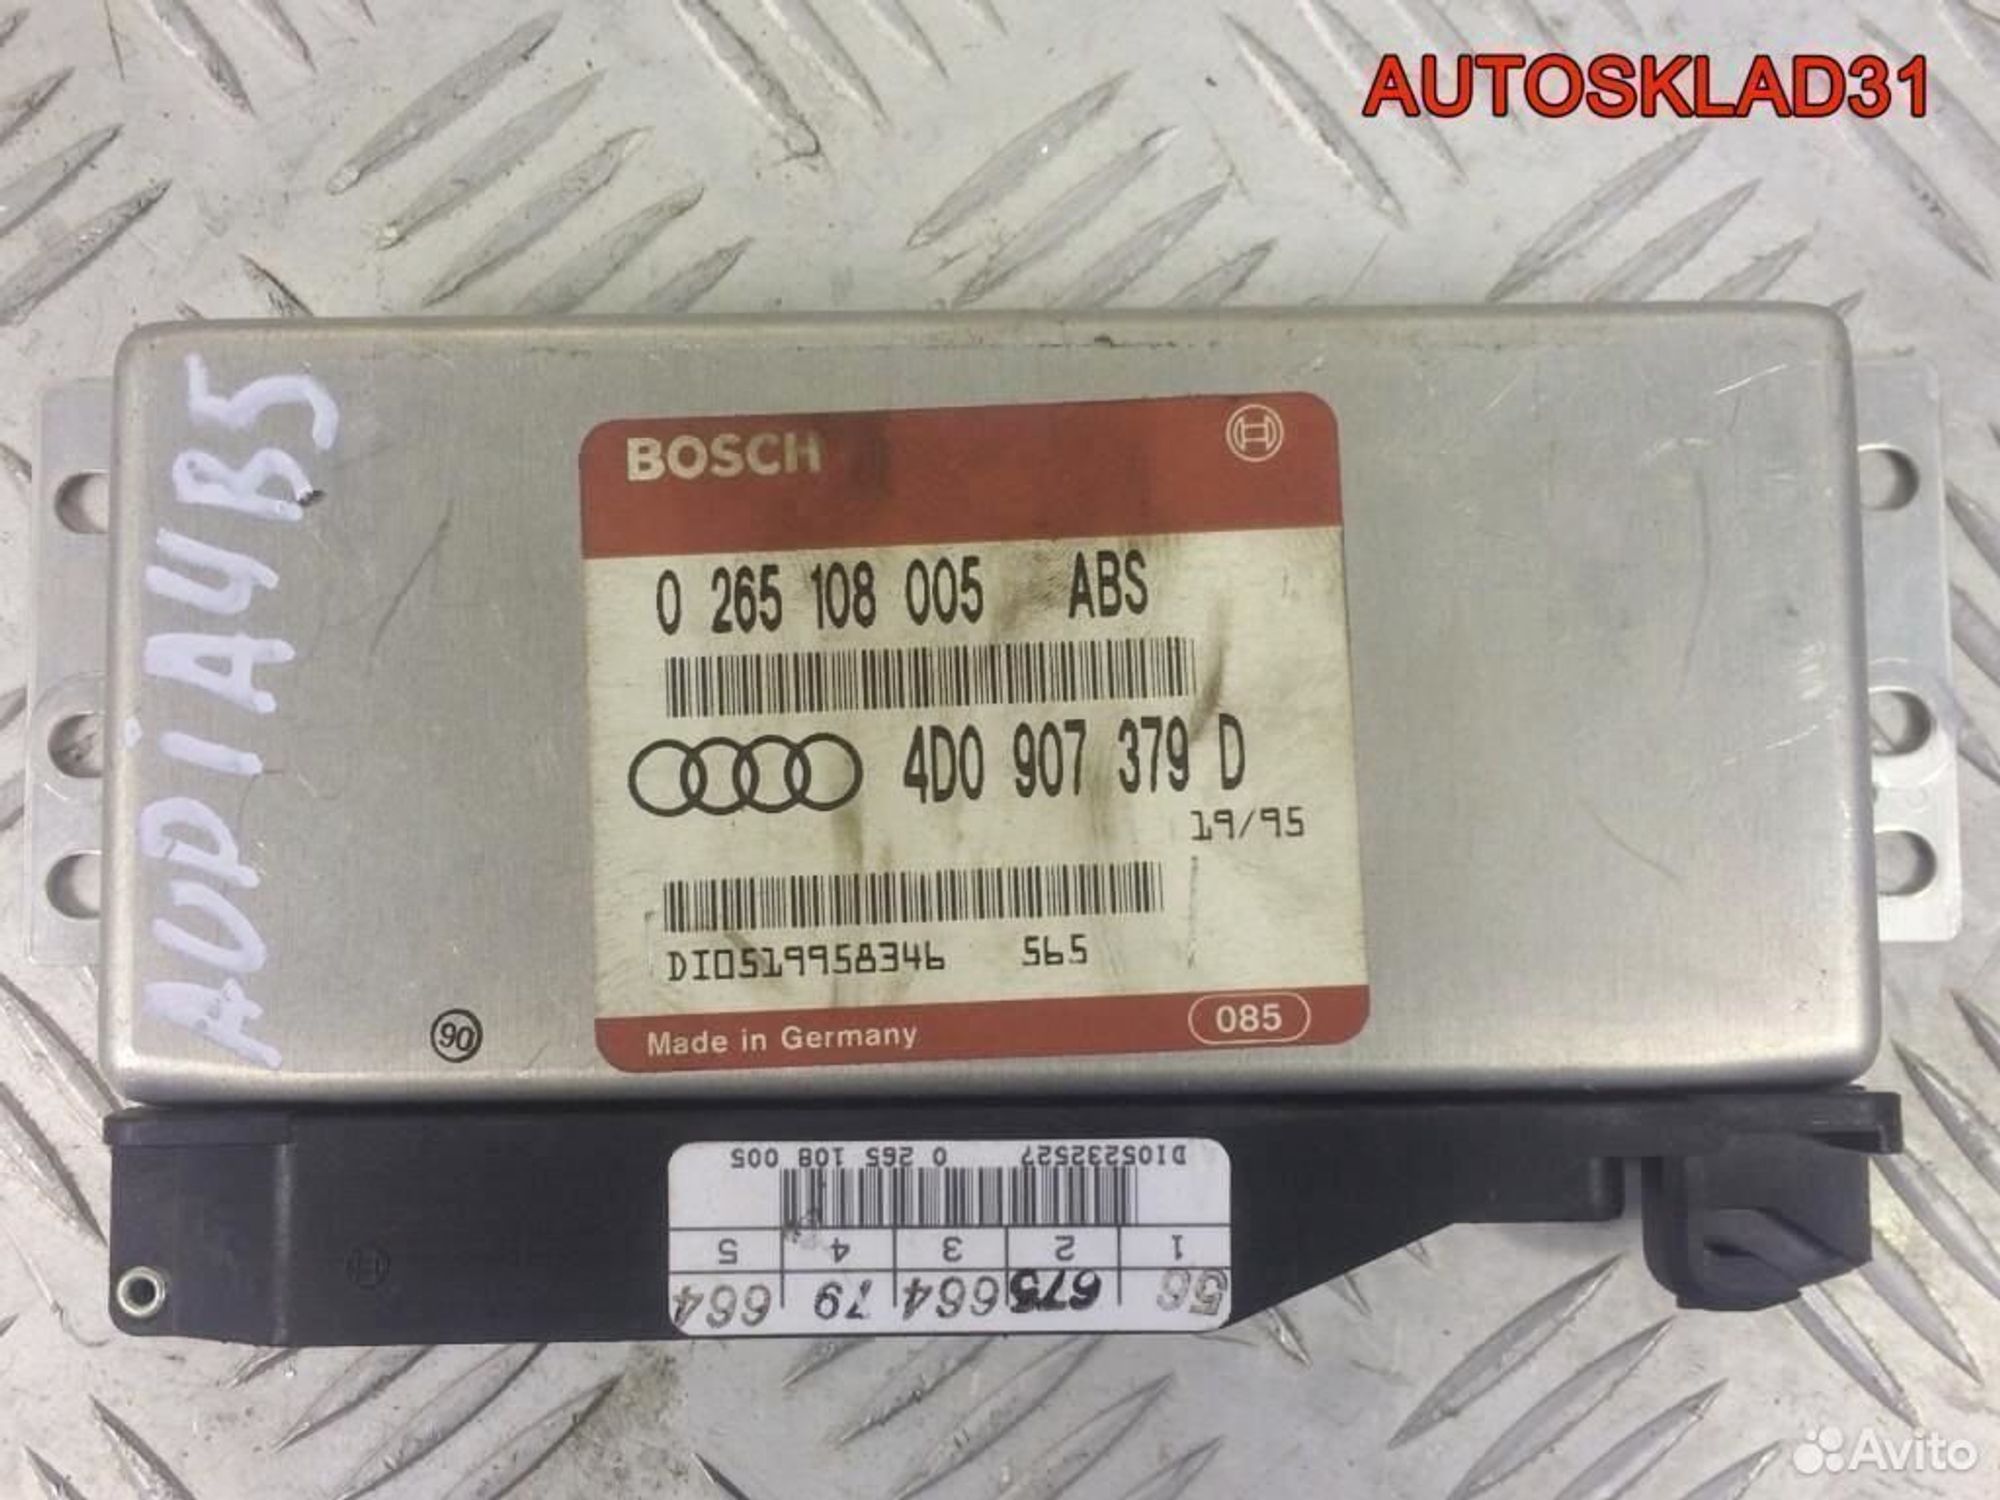 AUTOSKLAD31
AUDI A4 B5
BOSCH
0 265 108 005 ABS
4D0 907 379 D
19/95
DI0519958346 565
Made in Germany 085
90
DI05232527 0 265 108 005
1 2 3 4 5
56 675 664 79 664
Avito